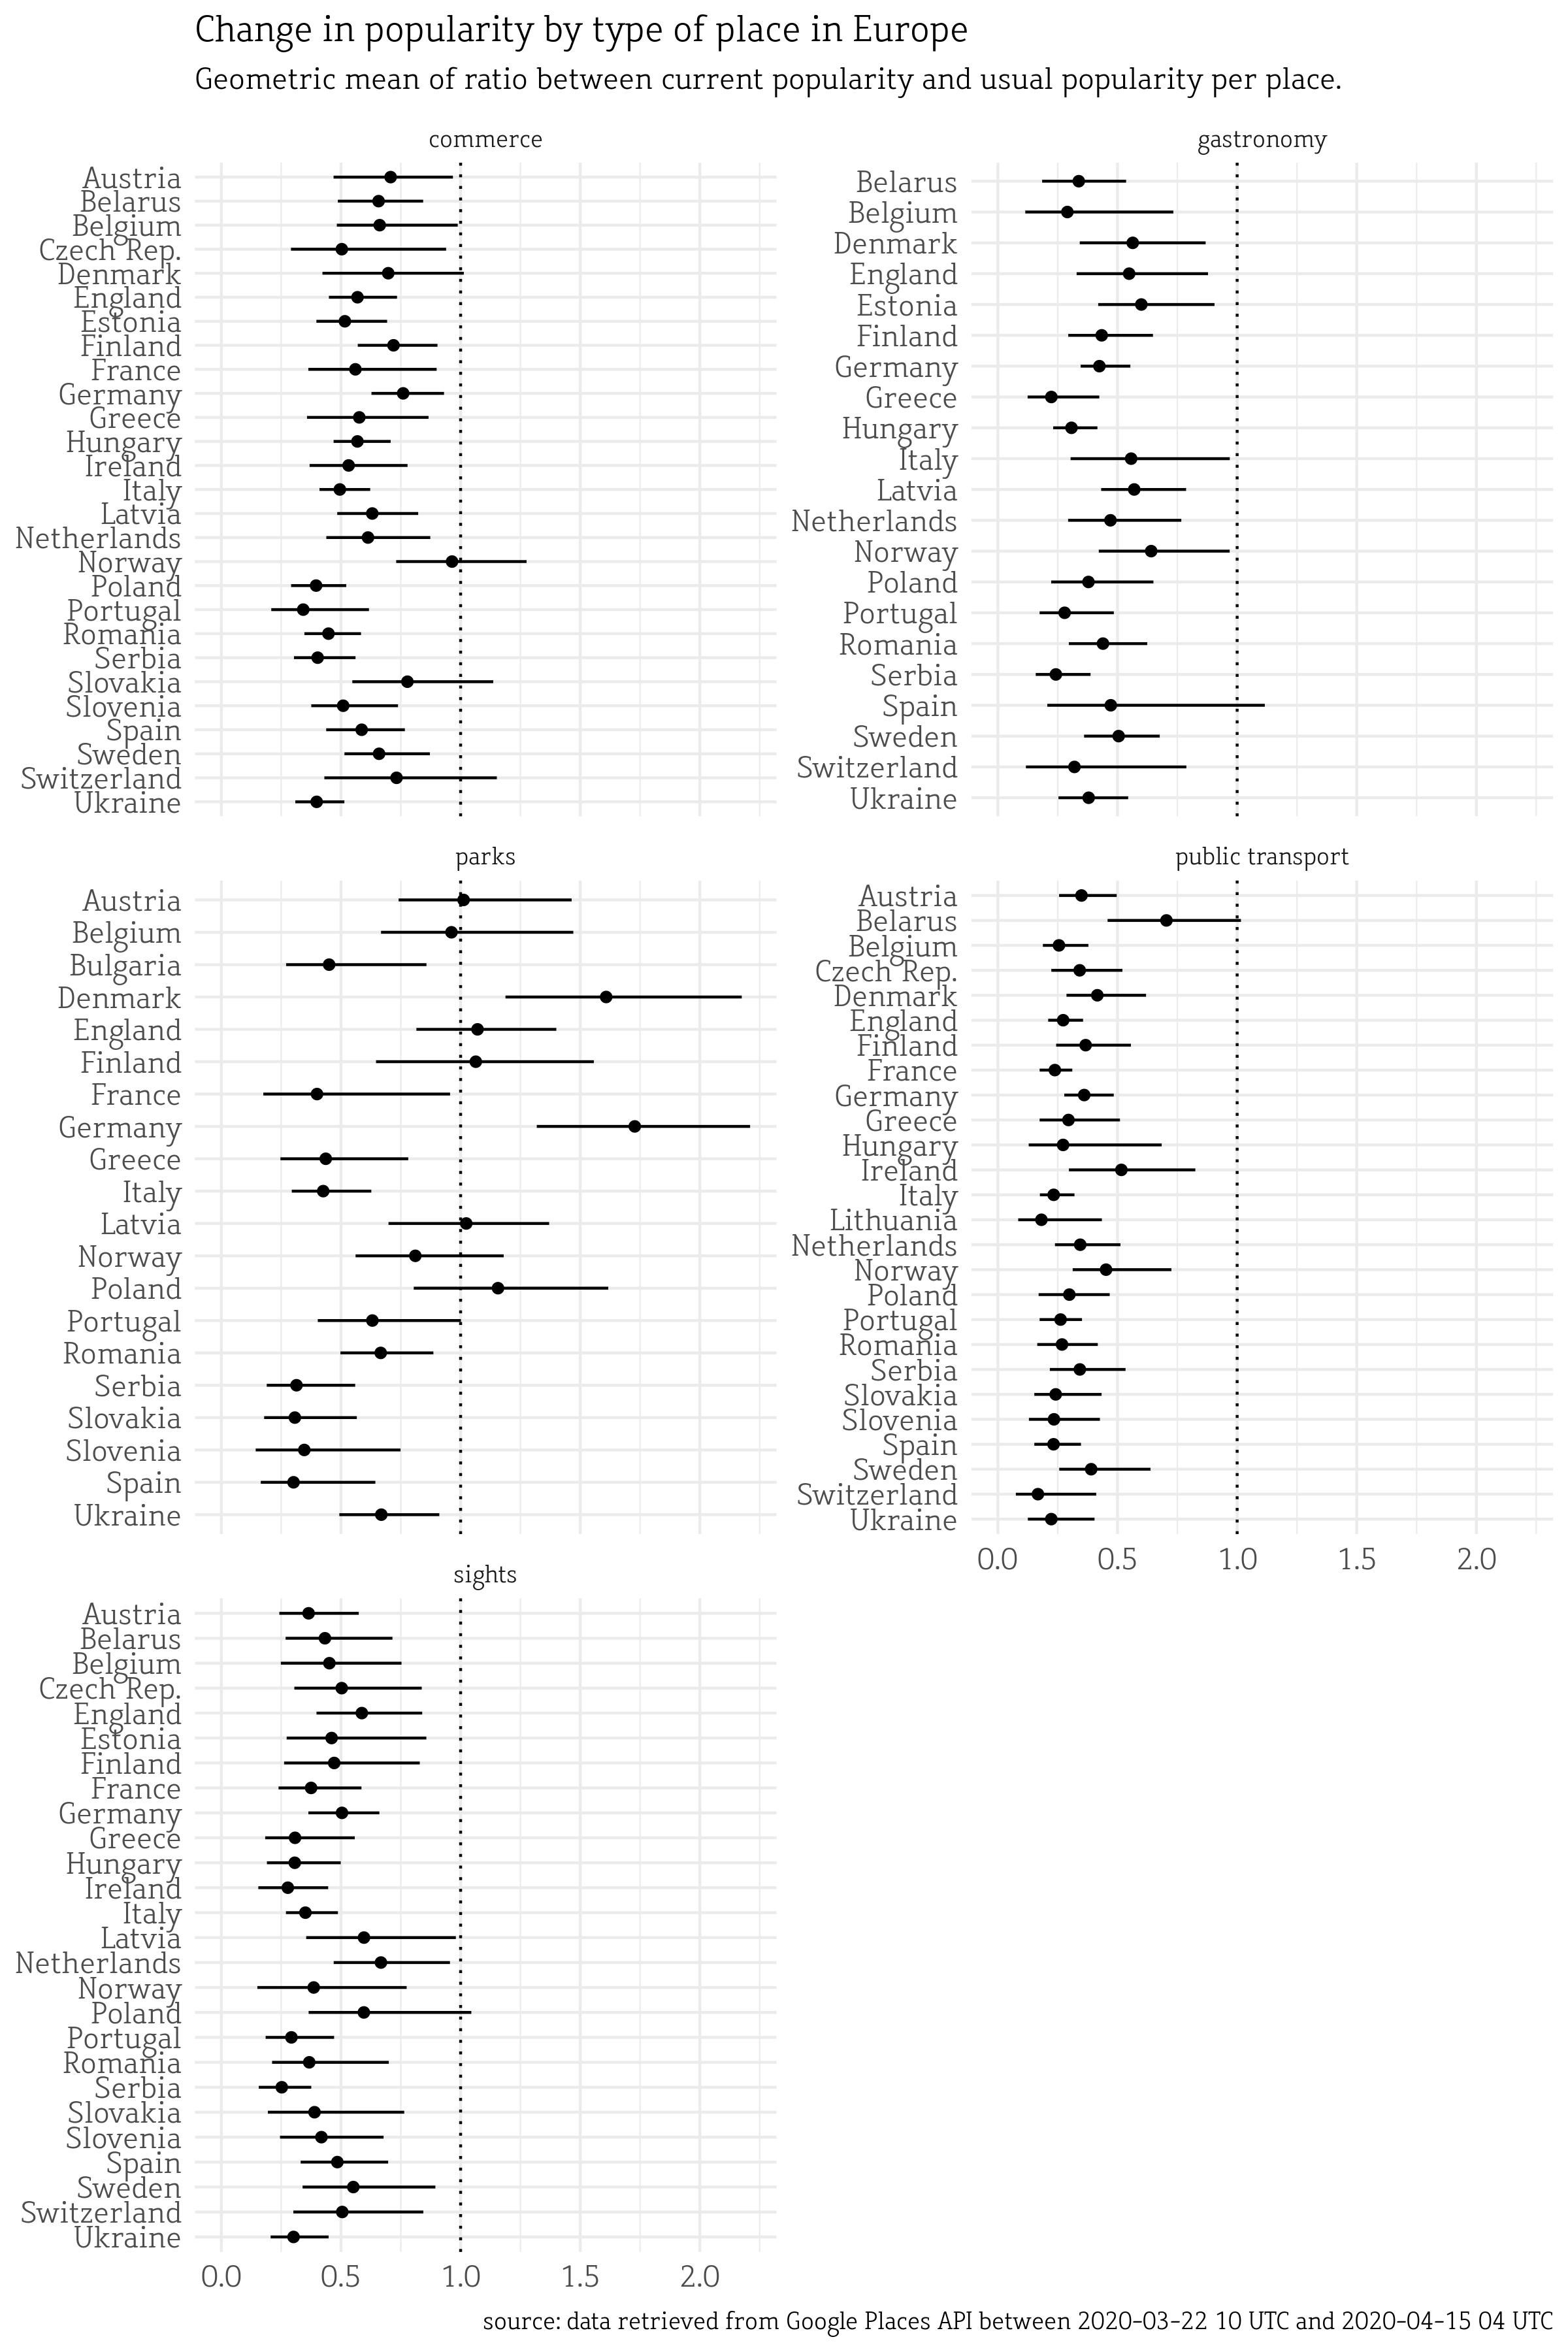 Change in popularity by type of place in Europe
Geometric mean of ratio between current popularity and usual popularity per place.
commerce
Austria
Belarus
Belgium
Czech Rep.
Denmark
England
Estonia
Finland
France
Germany
Greece
Hungary
Ireland
Italy
Latvia
Netherlands
Norway
Poland
Portugal
Romania
Serbia
Slovakia
Slovenia
Spain
Sweden
Switzerland
Ukraine
gastronomy
Belarus
Belgium
Denmark
England
Estonia
Finland
Germany
Greece
Hungary
Italy
Latvia
Netherlands
Norway
Poland
Portugal
Romania
Serbia
Spain
Sweden
Switzerland
Ukraine
parks
Austria
Belgium
Bulgaria
Denmark
England
Finland
France
Germany
Greece
Italy
Latvia
Norway
Poland
Portugal
Romania
Serbia
Slovakia
Slovenia
Spain
Ukraine
public transport
Austria
Belarus
Belgium
Czech Rep.
Denmark
England
Finland
France
Germany
Greece
Hungary
Ireland
Italy
Lithuania
Netherlands
Norway
Poland
Portugal
Romania
Serbia
Slovakia
Slovenia
Spain
Sweden
Switzerland
Ukraine
0.0 0.5 1.0 1.5 2.0
sights
Austria
Belarus
Belgium
Czech Rep.
England
Estonia
Finland
France
Germany
Greece
Hungary
Ireland
Italy
Latvia
Netherlands
Norway
Poland
Portugal
Romania
Serbia
Slovakia
Slovenia
Spain
Sweden
Switzerland
Ukraine
0.0 0.5 1.0 1.5 2.0
source: data retrieved from Google Places API between 2020-03-22 10 UTC and 2020-04-15 04 UTC